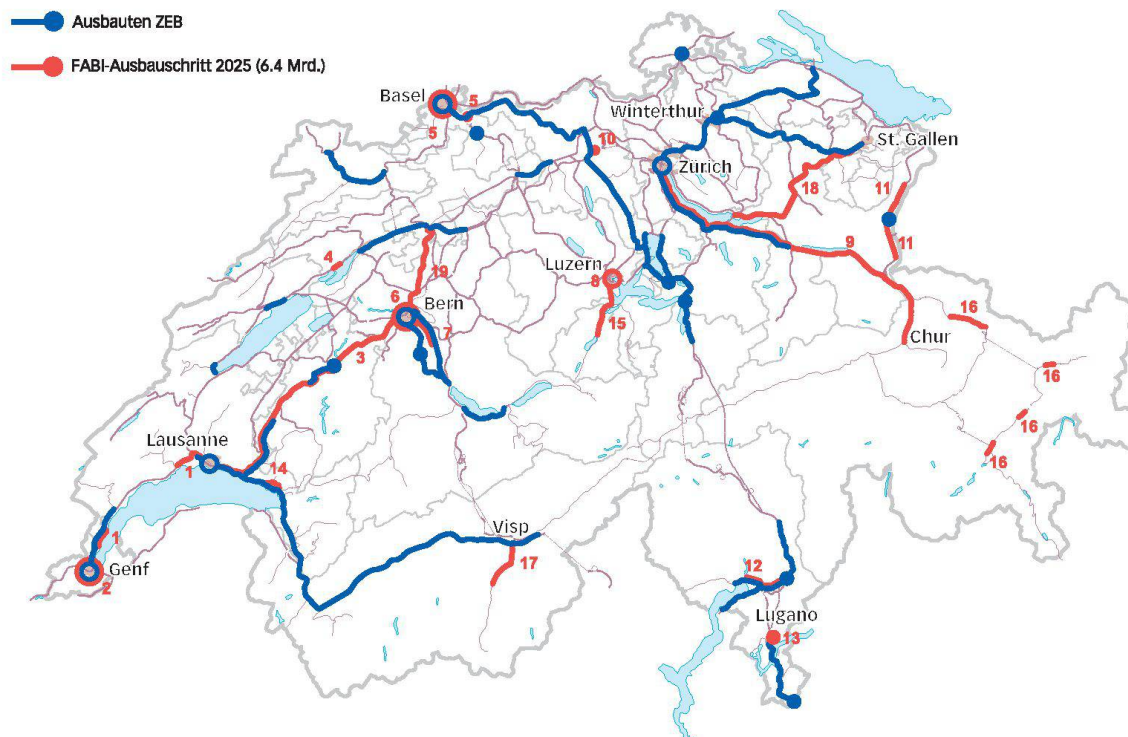 Ausbauten ZEB
FABI-Ausbauschritt 2025 (6.4 Mrd.)
Basel
5
5
Winterthur
10
St. Gallen
Zürich
18
11
4
9
11
19
Luzern
8
6
Bern
7
15
16
3
Chur
16
16
Lausanne
1
14
16
Visp
1
17
Genf
2
12
Lugano
13